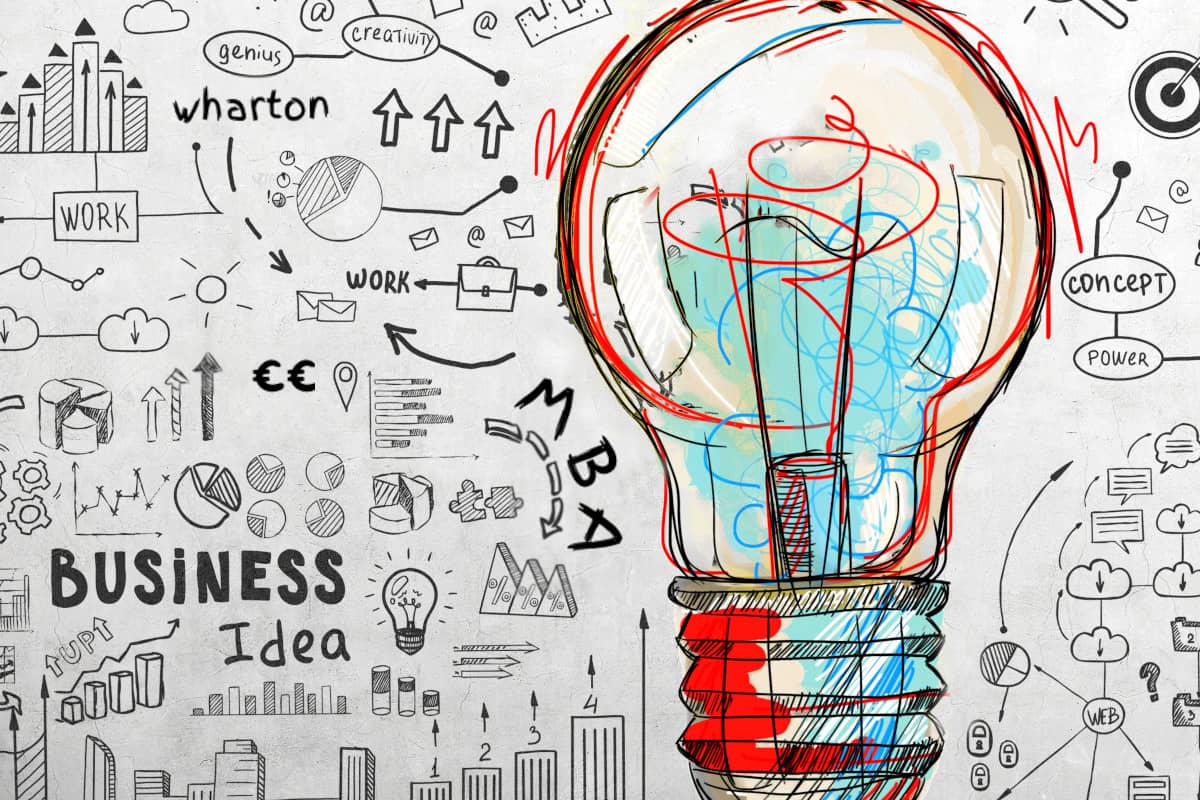 @
@
genius
creativity
wharton
WORK
@
@
CONCEPT
WORK
POWER
€€
MBA
BUSiNESS
Idea
%
%
%
%
WEB
?
1
2
3
4